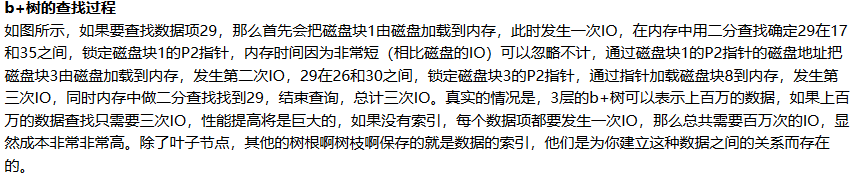 b+树的查找过程
如图所示，如果要查找数据项29，那么首先会把磁盘块1由磁盘加载到内存，此时发生一次IO，在内存中用二分查找确定29在17
和35之间，锁定磁盘块1的P2指针，内存时间因为非常短（相比磁盘的IO）可以忽略不计，通过磁盘块1的P2指针的磁盘地址把
磁盘块3由磁盘加载到内存，发生第二次IO，29在26和30之间，锁定磁盘块3的P2指针，通过指针加载磁盘块8到内存，发生第
三次IO，同时内存中做二分查找找到29，结束查询，总计三次IO。真实的情况是，3层的b+树可以表示上百万的数据，如果上百
万的数据查找只需要三次IO，性能提高将是巨大的，如果没有索引，每个数据项都要发生一次IO，那么总共需要百万次的IO，显
然成本非常非常高。除了叶子节点，其他的树根啊树枝啊保存的就是数据的索引，他们是为你建立这种数据之间的关系而存在
的。